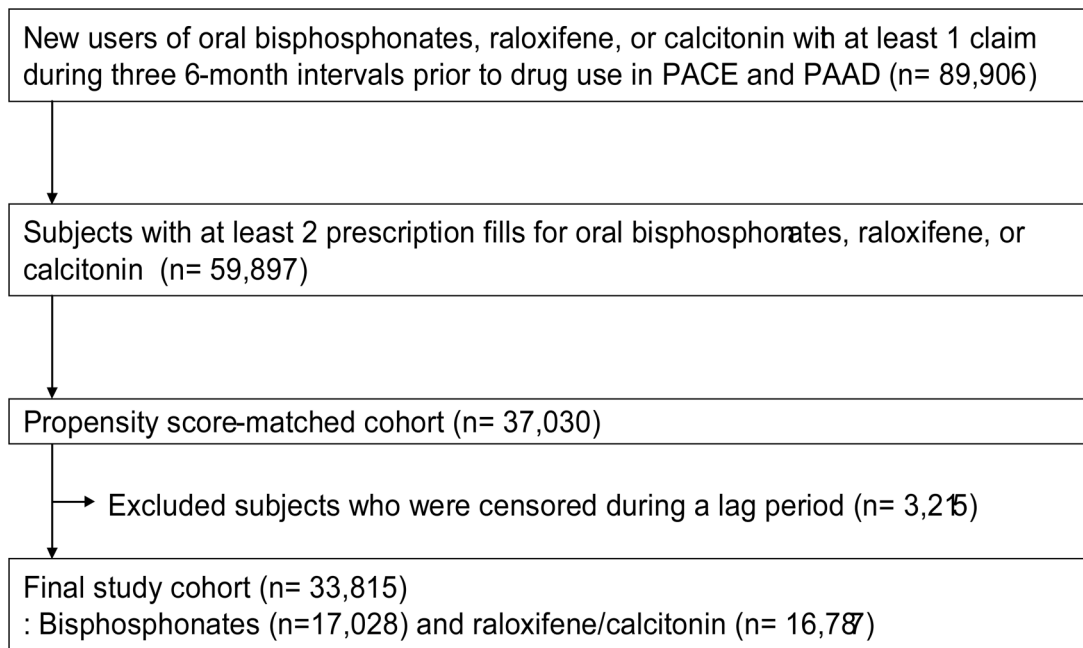 New users of oral bisphosphonates, raloxifene, or calcitonin with at least 1 claim
during three 6-month intervals prior to drug use in PACE and PAAD (n= 89,906)
Subjects with at least 2 prescription fills for oral bisphosphonates, raloxifene, or
calcitonin (n= 59,897)
Propensity score-matched cohort (n= 37,030)
Excluded subjects who were censored during a lag period (n= 3,215)
Final study cohort (n= 33,815)
: Bisphosphonates (n=17,028) and raloxifene/calcitonin (n= 16,787)